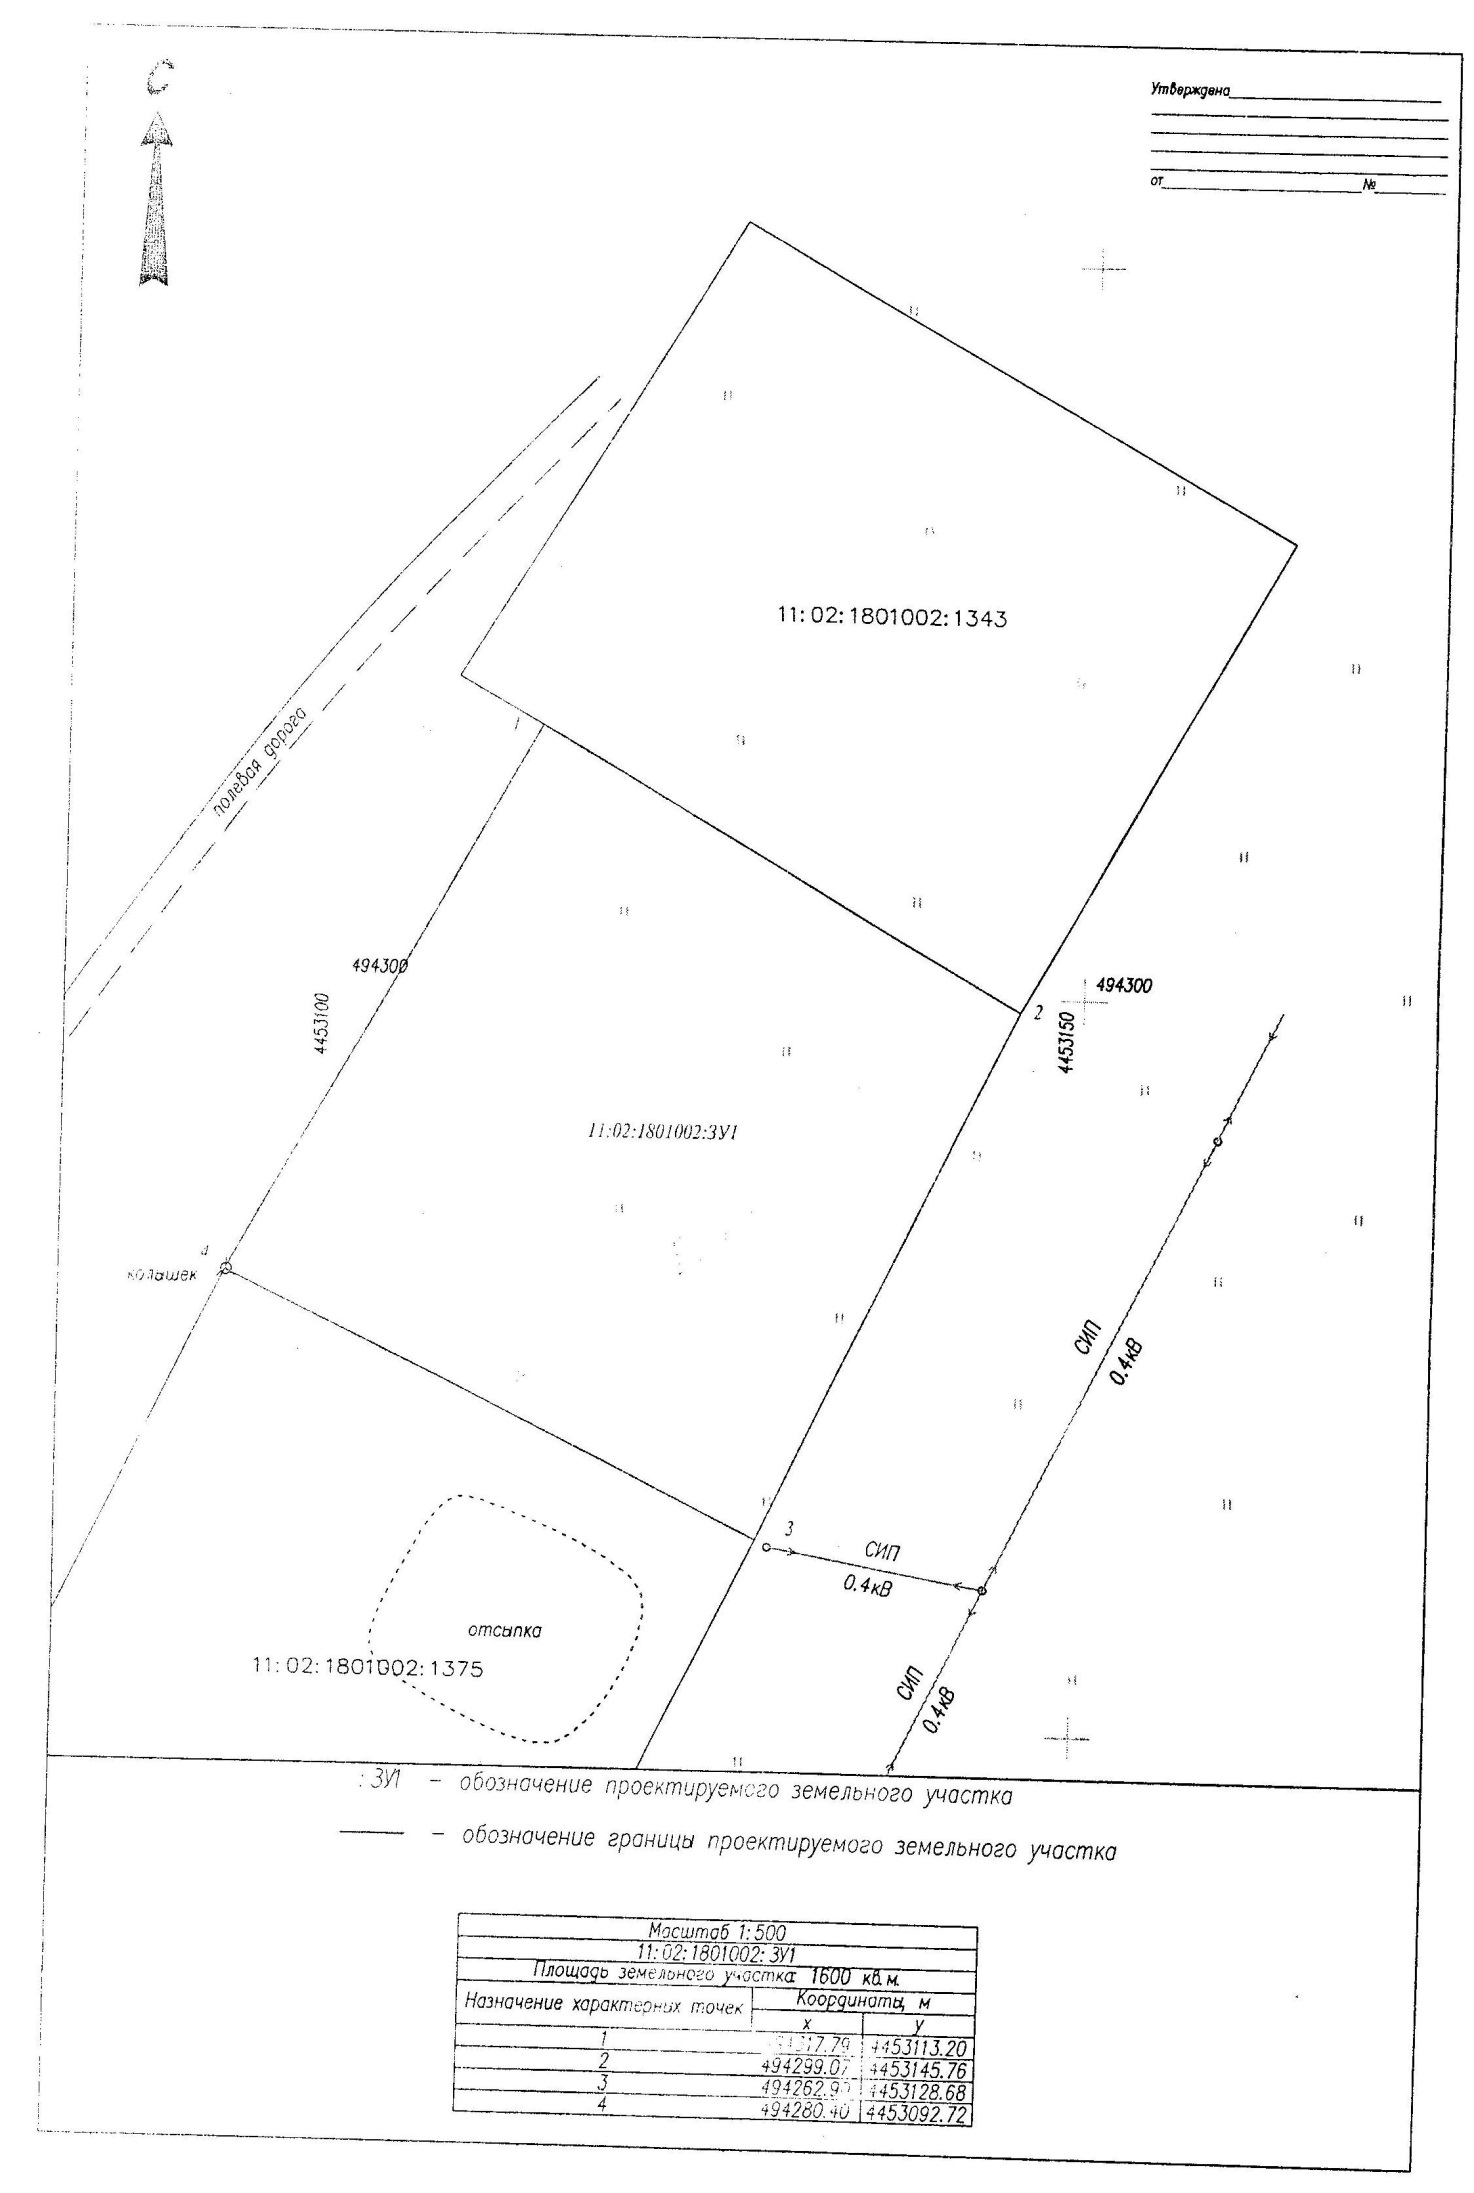 С
Утверждена
от №
11:02:1801002:1343
полевая дорога
1
494300
4453100
2
494300
4453150
11:02:1801002:ЗУ1
4
колышек
СИП
0.4кВ
3
СИП
0.4кВ
отсыпка
11:02:1801002:1375
СИП
0.4кВ
:ЗУ1 – обозначение проектируемого земельного участка
– обозначение границы проектируемого земельного участка
Масштаб 1:500
11:02:1801002:ЗУ1
Площадь земельного участка 1600 кв.м.
Назначение характерных точек Координаты, м
x y
1 4453113.20
2 494299.07 4453145.76
3 4453128.68
4 494280.40 4453092.72